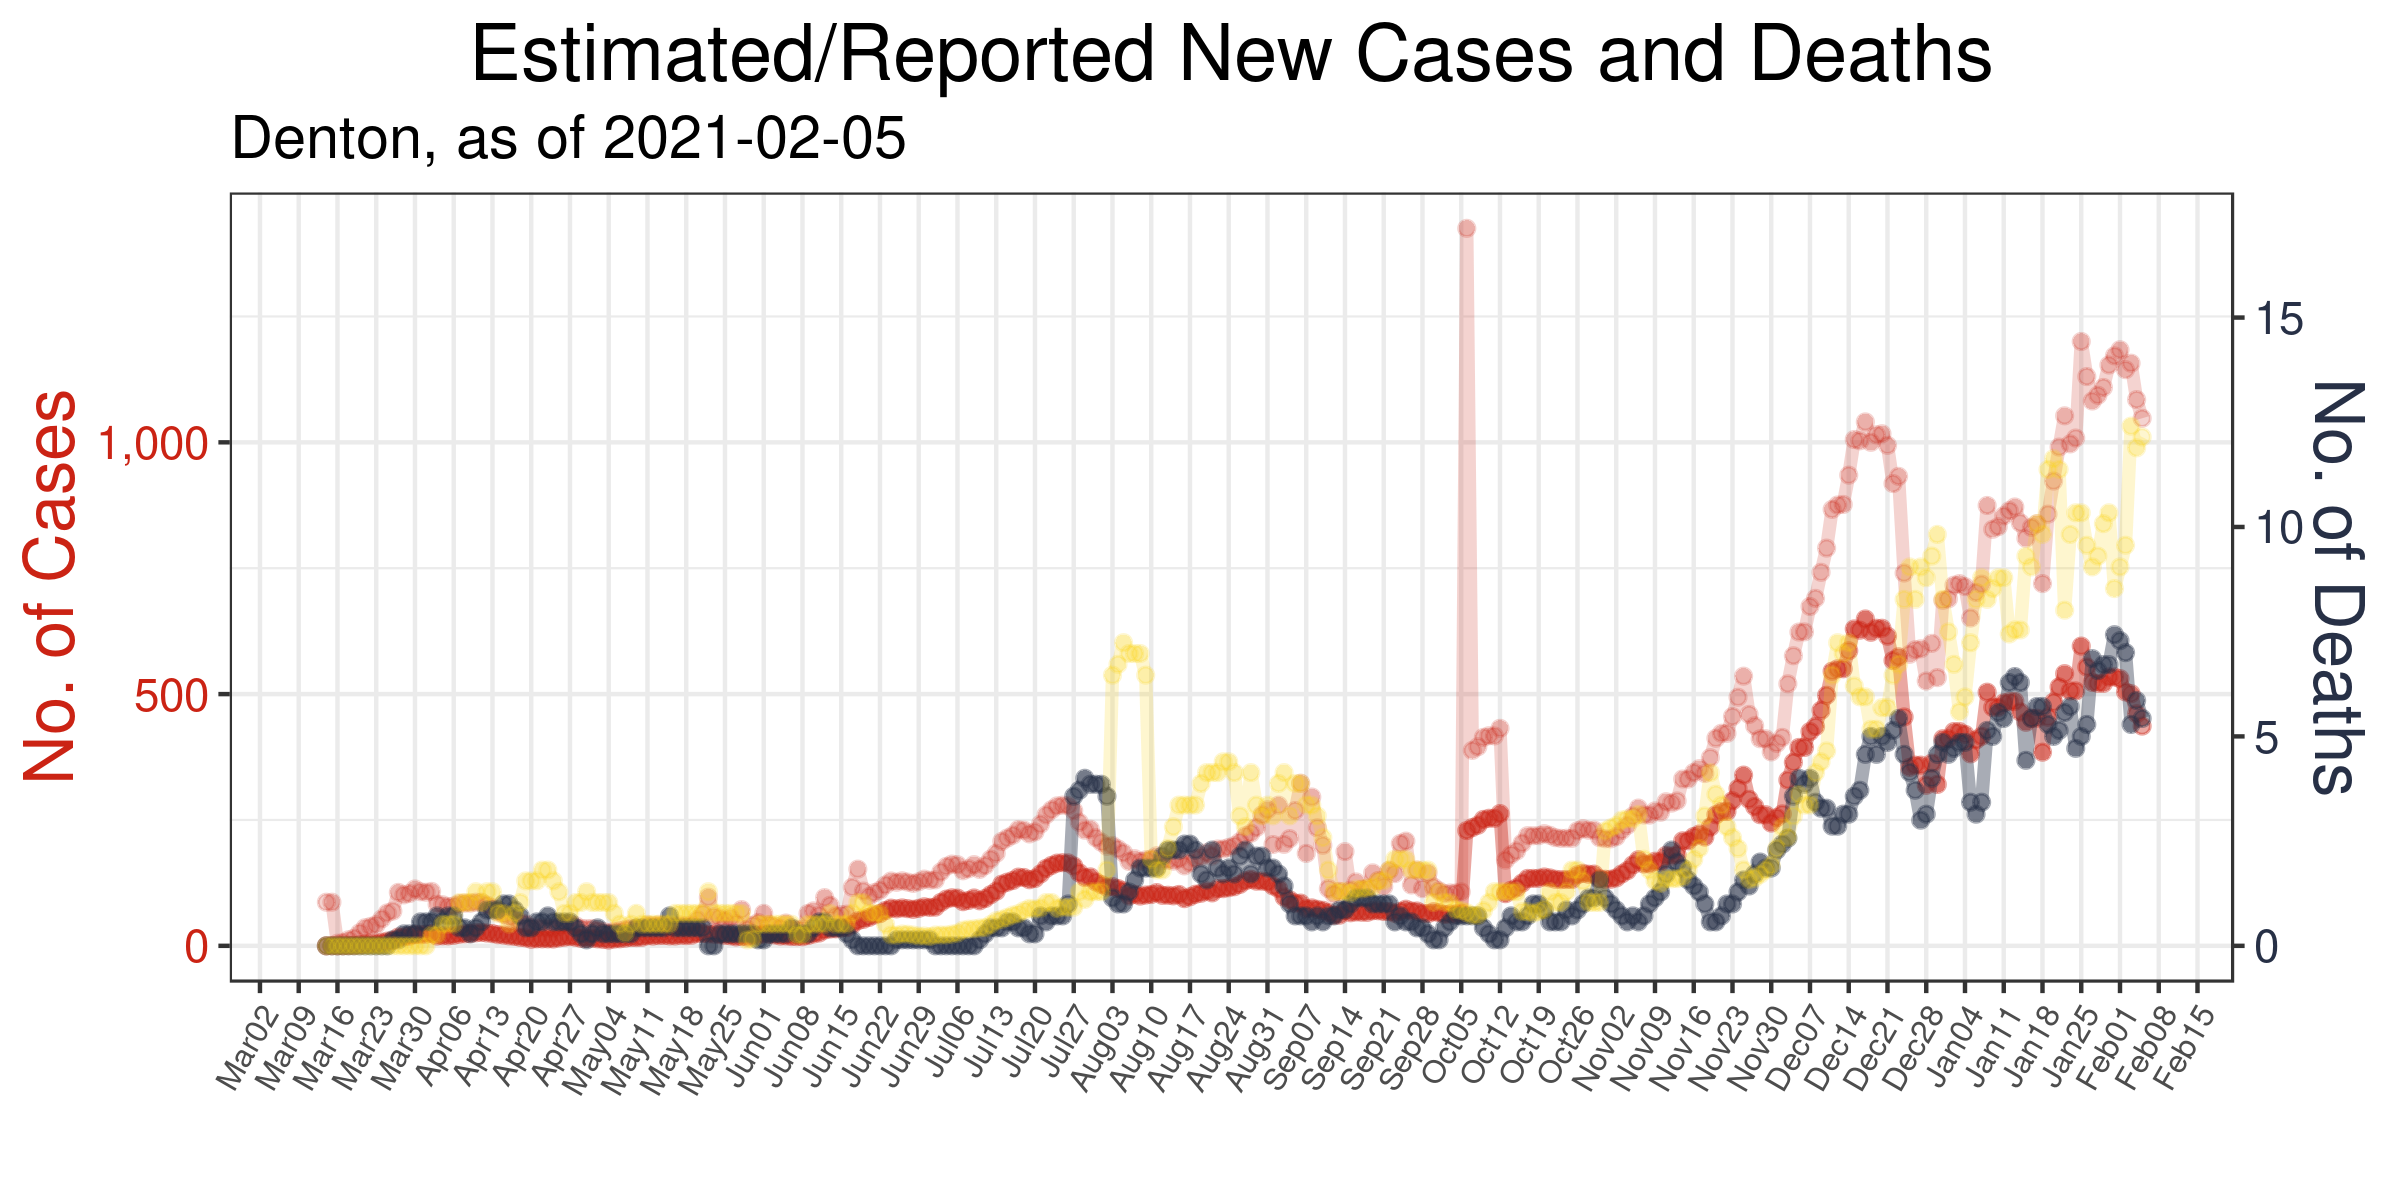 Estimated/Reported New Cases and Deaths
Denton, as of 2021-02-05
No. of Cases
1,000
500
0
15
10
5
0
No. of Deaths
Mar02
Mar09
Mar16
Mar23
Mar30
Apr06
Apr13
Apr20
Apr27
May04
May11
May18
May25
Jun01
Jun08
Jun15
Jun22
Jun29
Jul06
Jul13
Jul20
Jul27
Aug03
Aug10
Aug17
Aug24
Aug31
Sep07
Sep14
Sep21
Sep28
Oct05
Oct12
Oct19
Oct26
Nov02
Nov09
Nov16
Nov23
Nov30
Dec07
Dec14
Dec21
Dec28
Jan04
Jan11
Jan18
Jan25
Feb01
Feb08
Feb15